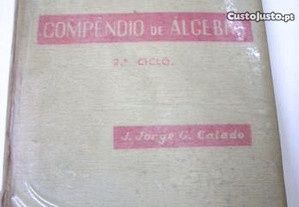 CustoJusto.pt
COMPÊNDIO DE ÁLGEBRA
2.º CICLO.
J. Jorge G. Calado